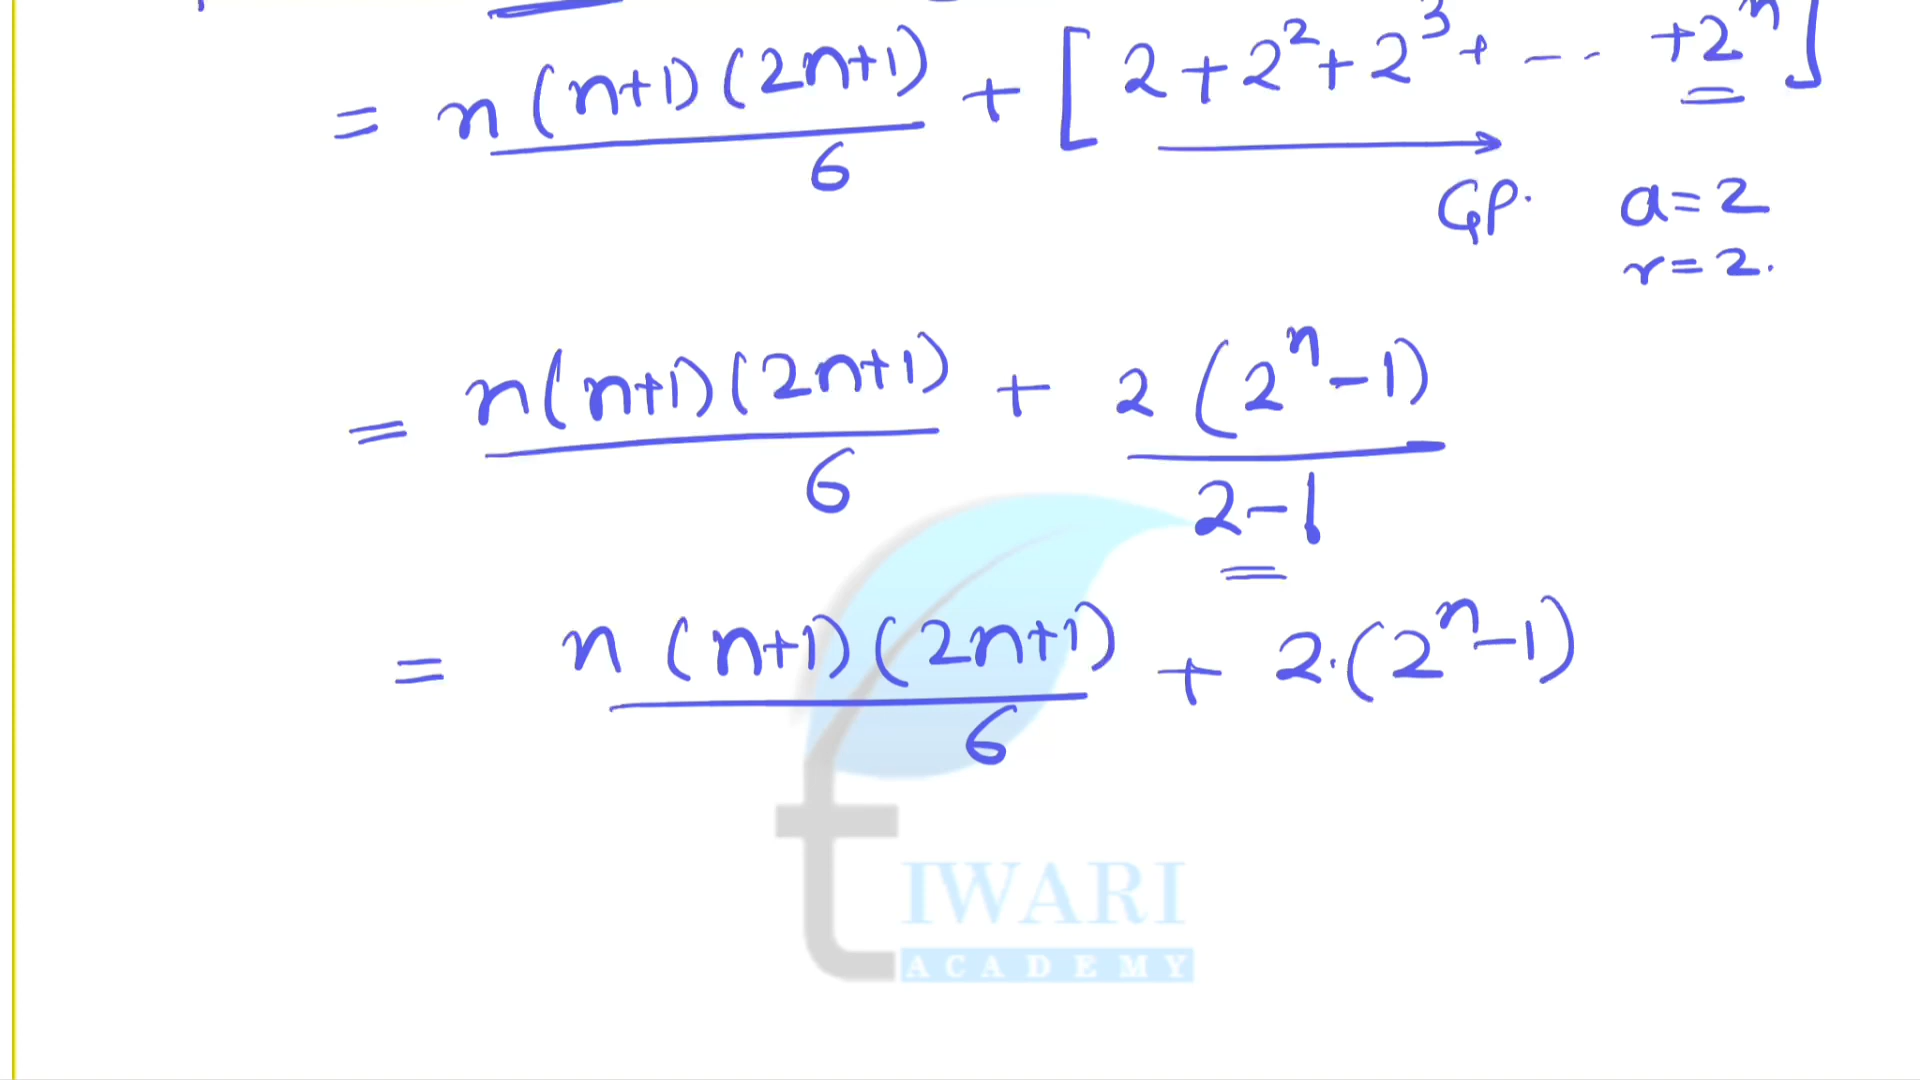 = n(n+1)(2n+1)/6 + [2+2²+2³+ -- +2ⁿ]
GP. a=2
r=2.
= n(n+1)(2n+1)/6 + 2(2ⁿ-1)/2-1
= n(n+1)(2n+1)/6 + 2.(2ⁿ-1)
tIWARI
ACADEMY